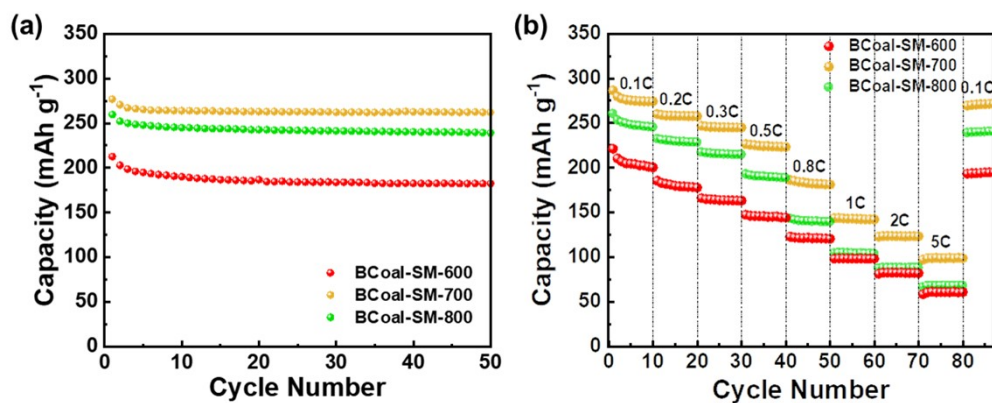 (a)
Capacity (mAh g⁻¹)
350
300
250
200
150
100
50
0
0 10 20 30 40 50
Cycle Number
BCoal-SM-600
BCoal-SM-700
BCoal-SM-800
(b)
Capacity (mAh g⁻¹)
350
300
250
200
150
100
50
0
0 10 20 30 40 50 60 70 80
Cycle Number
BCoal-SM-600
BCoal-SM-700
BCoal-SM-800
0.1C
0.2C
0.3C
0.5C
0.8C
1C
2C
5C
0.1C